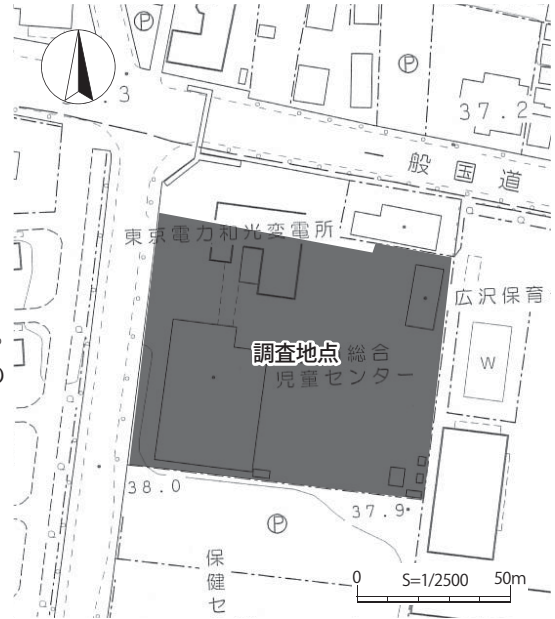 P
P
.3
37.2
一般国道
東京電力和光変電所
広沢保育
調査地点 総合
児童センター
W
38.0
37.9
P
保健セ
0 S=1/2500 50m